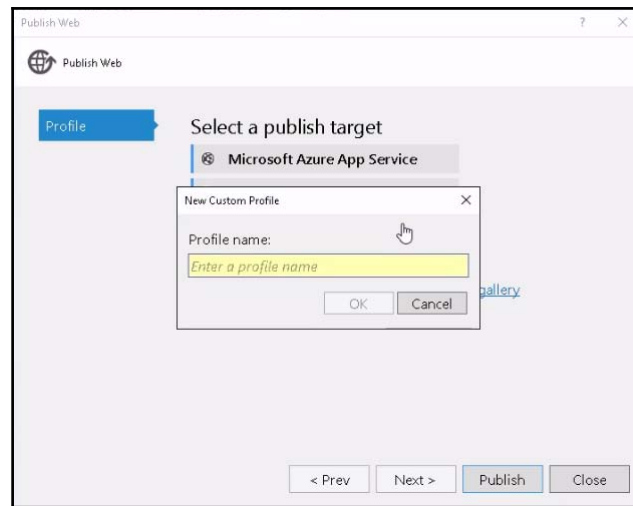 Publish Web
Publish Web
Profile
Select a publish target
Microsoft Azure App Service
New Custom Profile
Profile name:
Enter a profile name
OK Cancel
gallery
< Prev Next > Publish Close